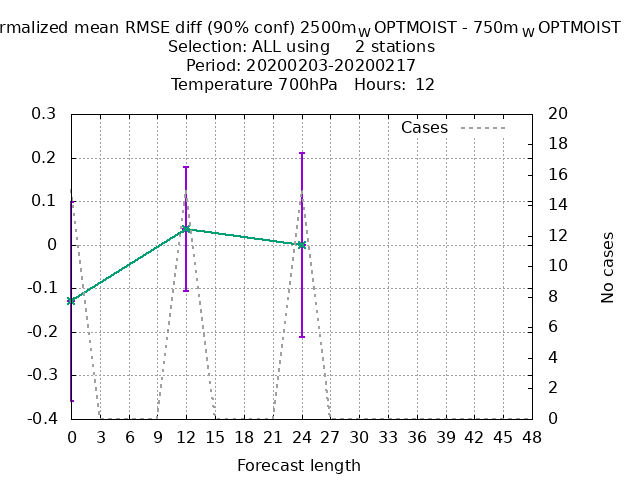 rmalized mean RMSE diff (90% conf) 2500m W OPTMOIST - 750m W OPTMOIST
Selection: ALL using 2 stations
Period: 20200203-20200217
Temperature 700hPa Hours: 12
Cases
0.3
0.2
0.1
0
-0.1
-0.2
-0.3
-0.4
20
18
16
14
12
10
8
6
4
2
0
No cases
0 3 6 9 12 15 18 21 24 27 30 33 36 39 42 45 48
Forecast length